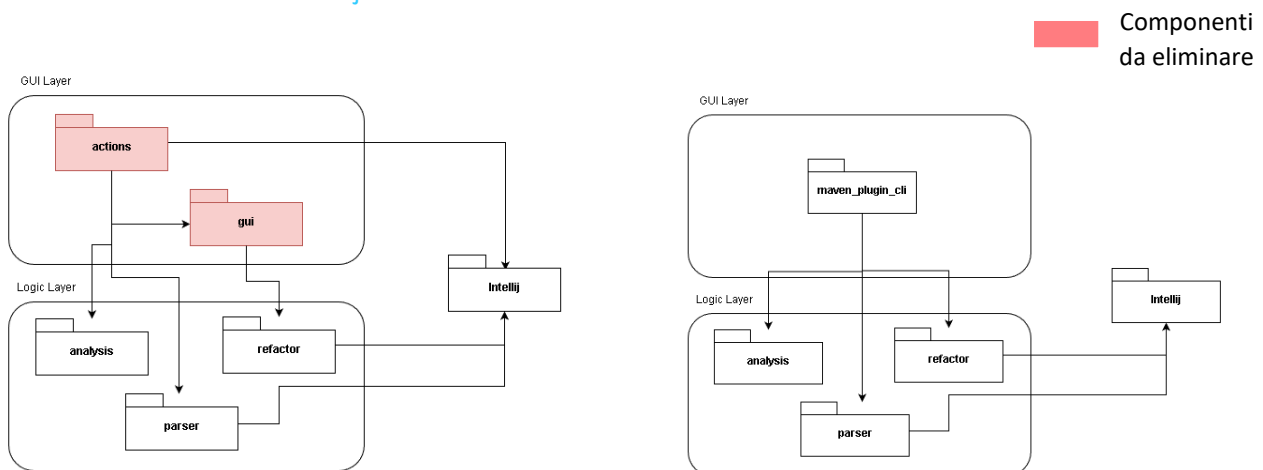 Componenti
da eliminare
GUI Layer
actions
gui
Intellij
Logic Layer
analysis
refactor
parser
GUI Layer
maven_plugin_cli
Intellij
Logic Layer
analysis
refactor
parser